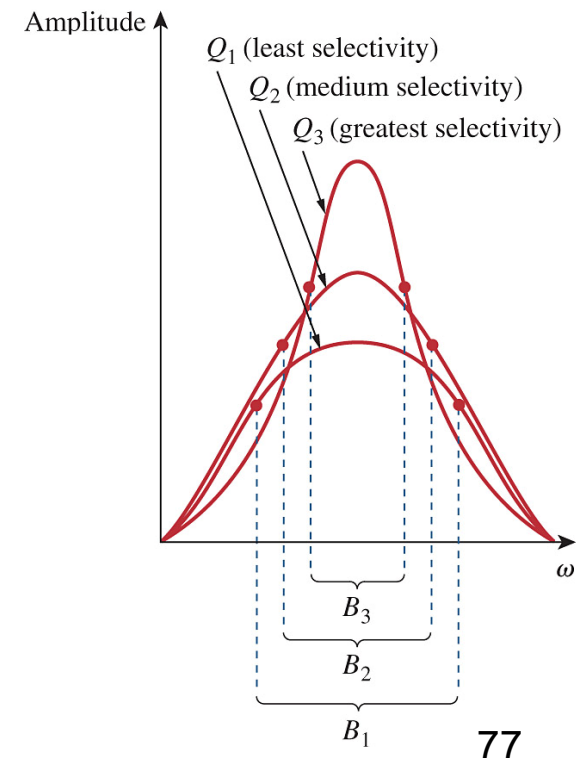 Amplitude
Q₁ (least selectivity)
Q₂ (medium selectivity)
Q₃ (greatest selectivity)
ω
B₃
B₂
B₁
77